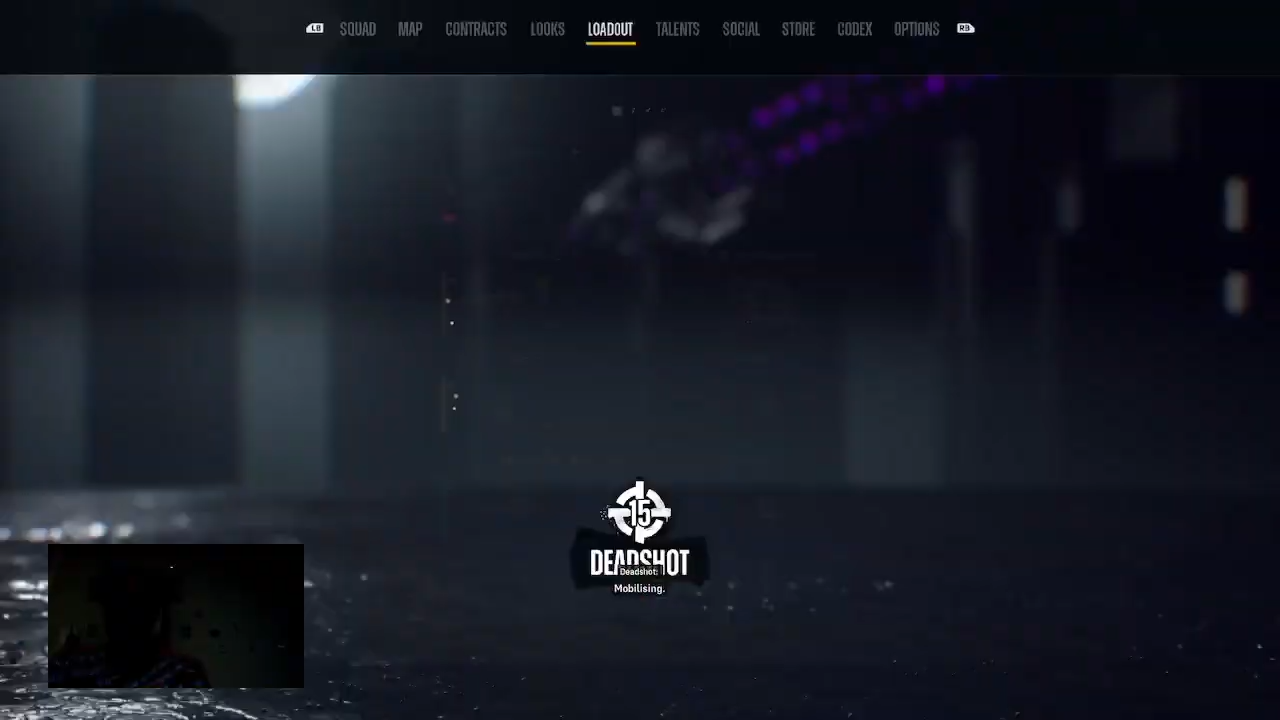 LB SQUAD MAP CONTRACTS LOOKS LOADOUT TALENTS SOCIAL STORE CODEX OPTIONS RB
15
DEADSHOT
Deadshot:
Mobilising.